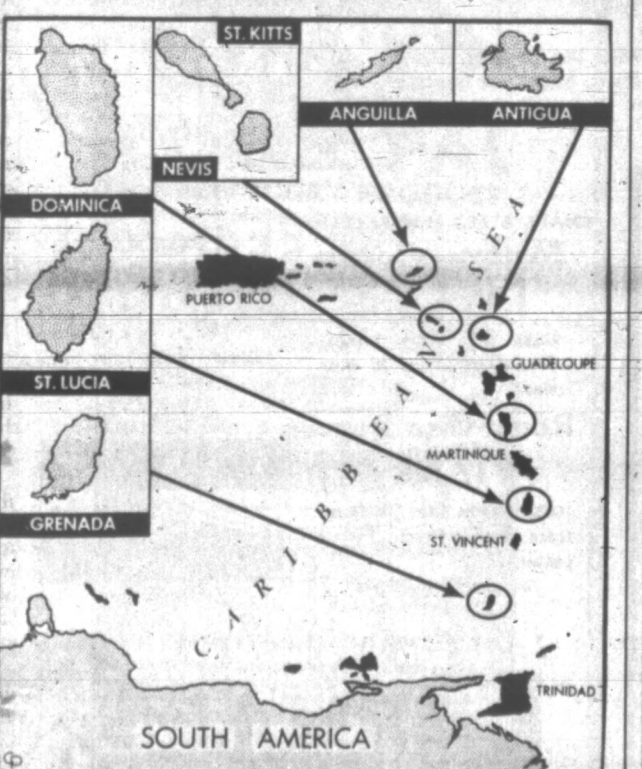 ST. KITTS
ANGUILLA
ANTIGUA
NEVIS
DOMINICA
ST. LUCIA
GRENADA
PUERTO RICO
GUADELOUPE
MARTINIQUE
ST. VINCENT
CARIBBEAN SEA
TRINIDAD
SOUTH AMERICA